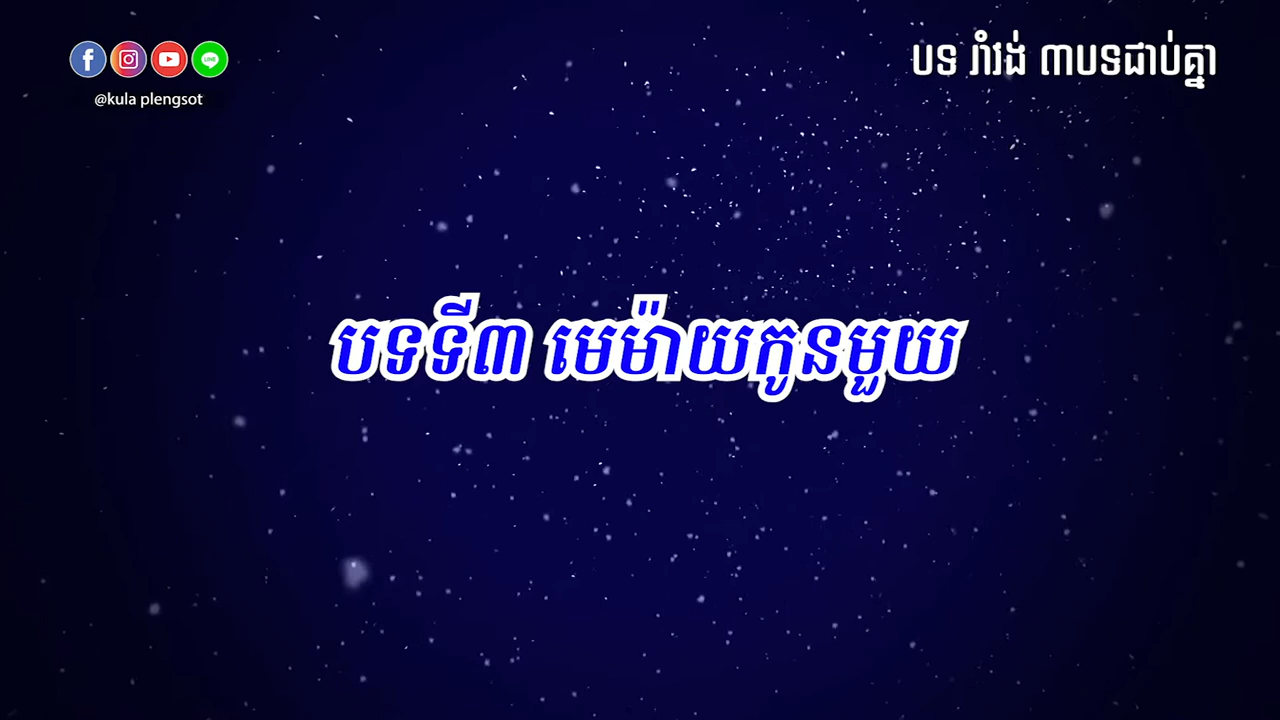 @kula plengsot
បទ រាំវង់ ៣បទជាប់គ្នា
បទទី៣ មេម៉ាយកូនមួយ